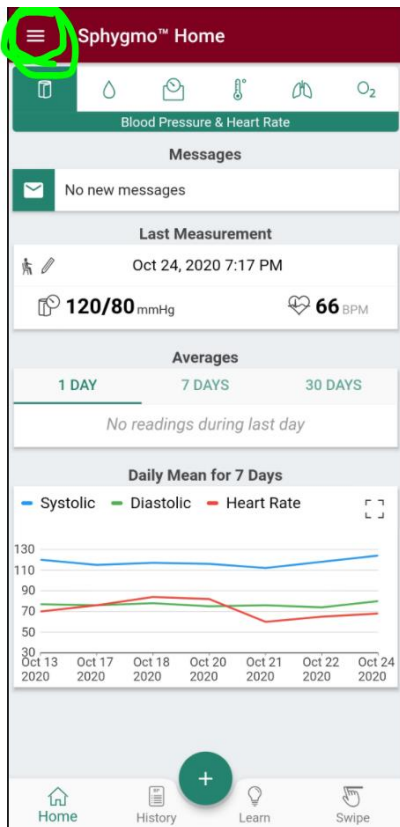 Sphygmo™ Home
O₂
Blood Pressure & Heart Rate
Messages
No new messages
Last Measurement
Oct 24, 2020 7:17 PM
120/80 mmHg 66 BPM
Averages
1 DAY 7 DAYS 30 DAYS
No readings during last day
Daily Mean for 7 Days
Systolic Diastolic Heart Rate
130
110
90
70
50
30
Oct 13 Oct 17 Oct 18 Oct 20 Oct 21 Oct 22 Oct 24
2020 2020 2020 2020 2020 2020 2020
+
Home History Learn Swipe